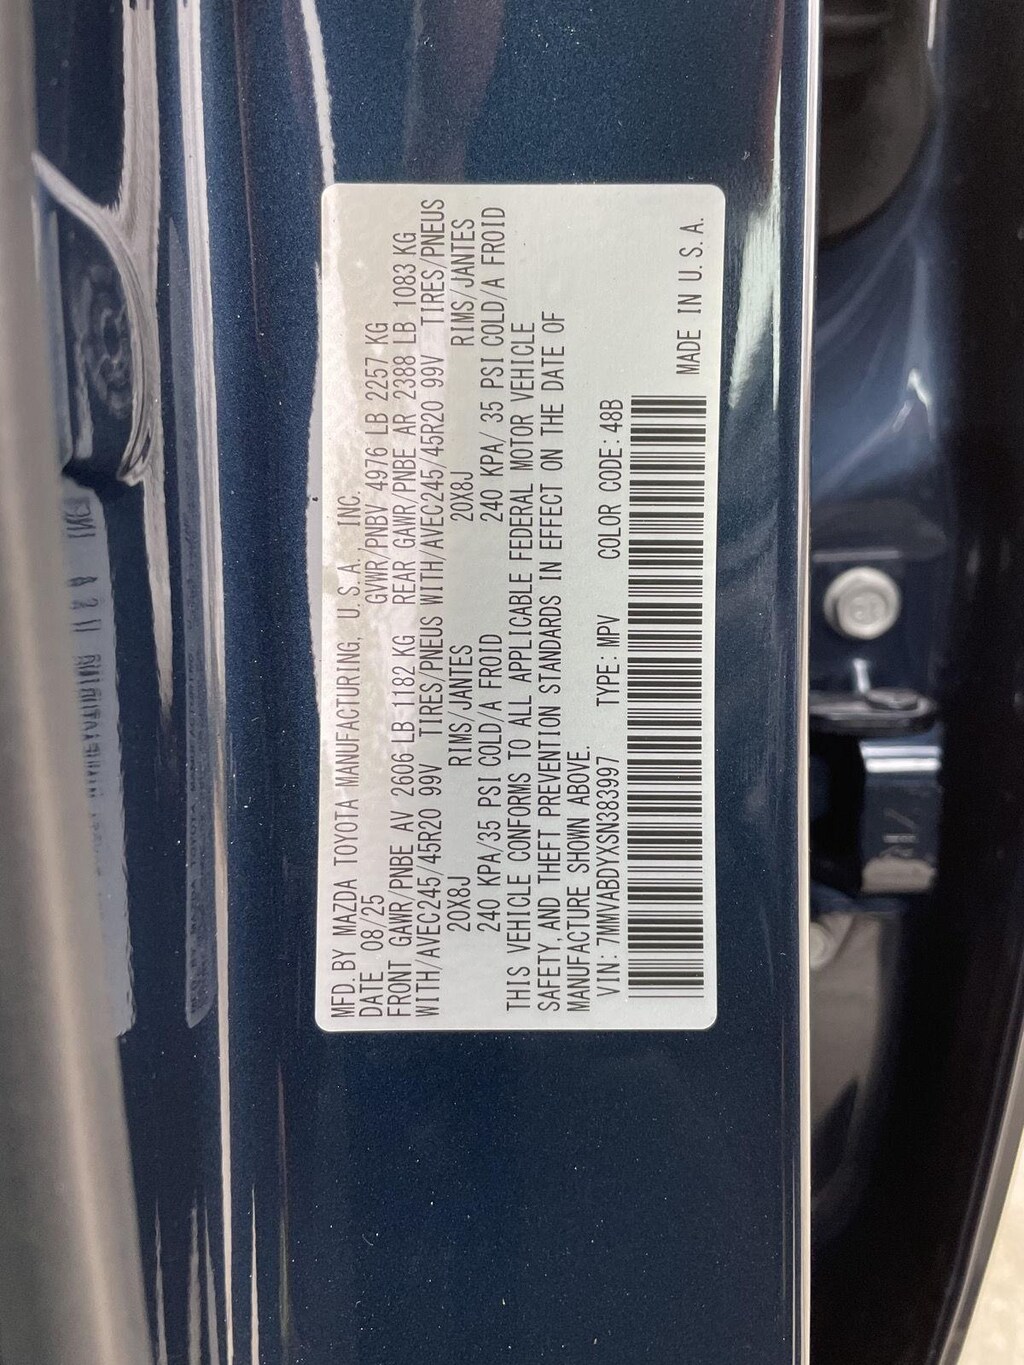 MFD. BY MAZDA TOYOTA MANUFACTURING, U.S.A., INC.
DATE 08/25 GWR/PNBV 4976 LB 2257 KG
FRONT GAWR/PNBE AV 2606 LB 1182 KG REAR GAWR/PNBE AR 2388 LB 1083 KG
WITH/AVEC245/45R20 99V TIRES/PNEUS WITH/AVEC245/45R20 99V TIRES/PNEUS
20X8J RIMS/JANTES 20X8J RIMS/JANTES
240 KPA/35 PSI COLD/A FROID 240 KPA/ 35 PSI COLD/A FROID
THIS VEHICLE CONFORMS TO ALL APPLICABLE FEDERAL MOTOR VEHICLE
SAFETY, AND THEFT PREVENTION STANDARDS IN EFFECT ON THE DATE OF
MANUFACTURE SHOWN ABOVE.
VIN: 7MMVABDYXSN383997 TYPE: MPV COLOR CODE: 48B
MADE IN U.S.A.